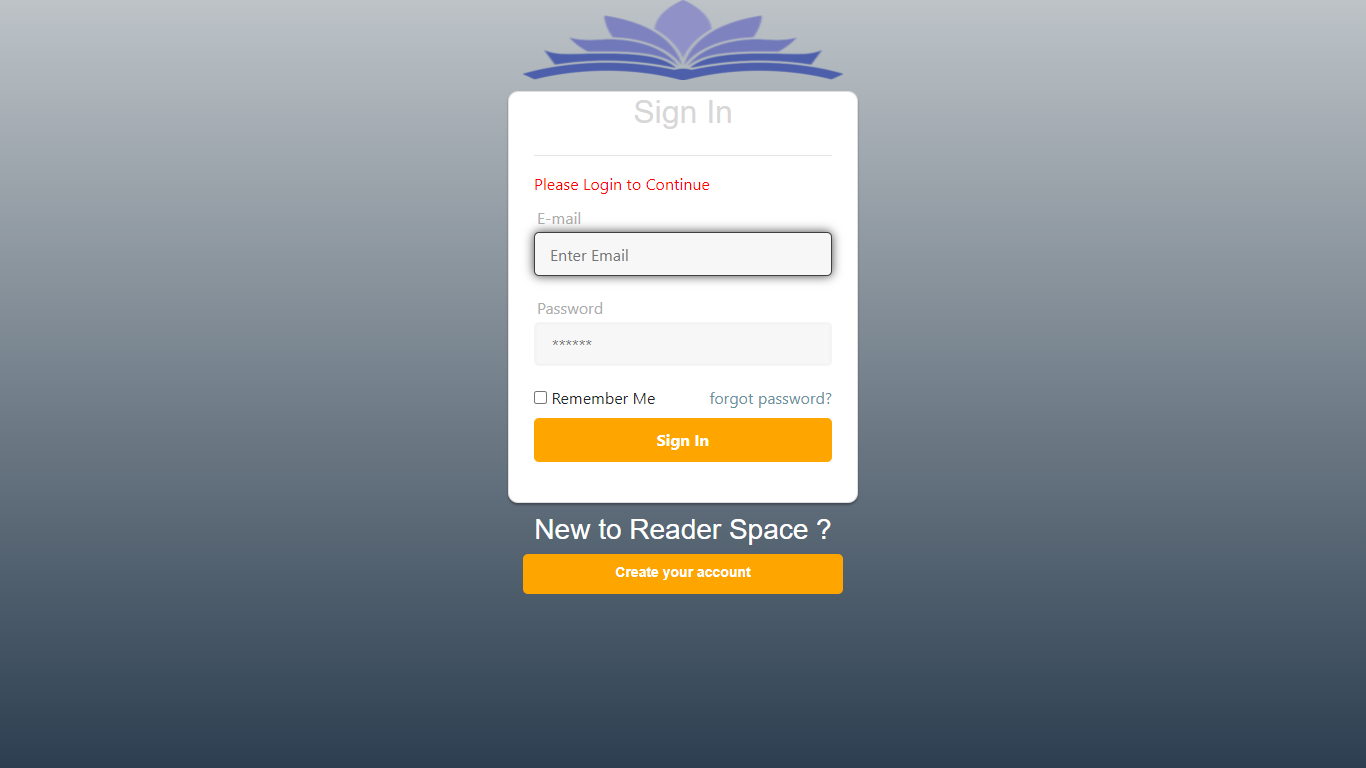 Sign In
Please Login to Continue
E-mail
Enter Email
Password
******
Remember Me forgot password?
Sign In
New to Reader Space ?
Create your account